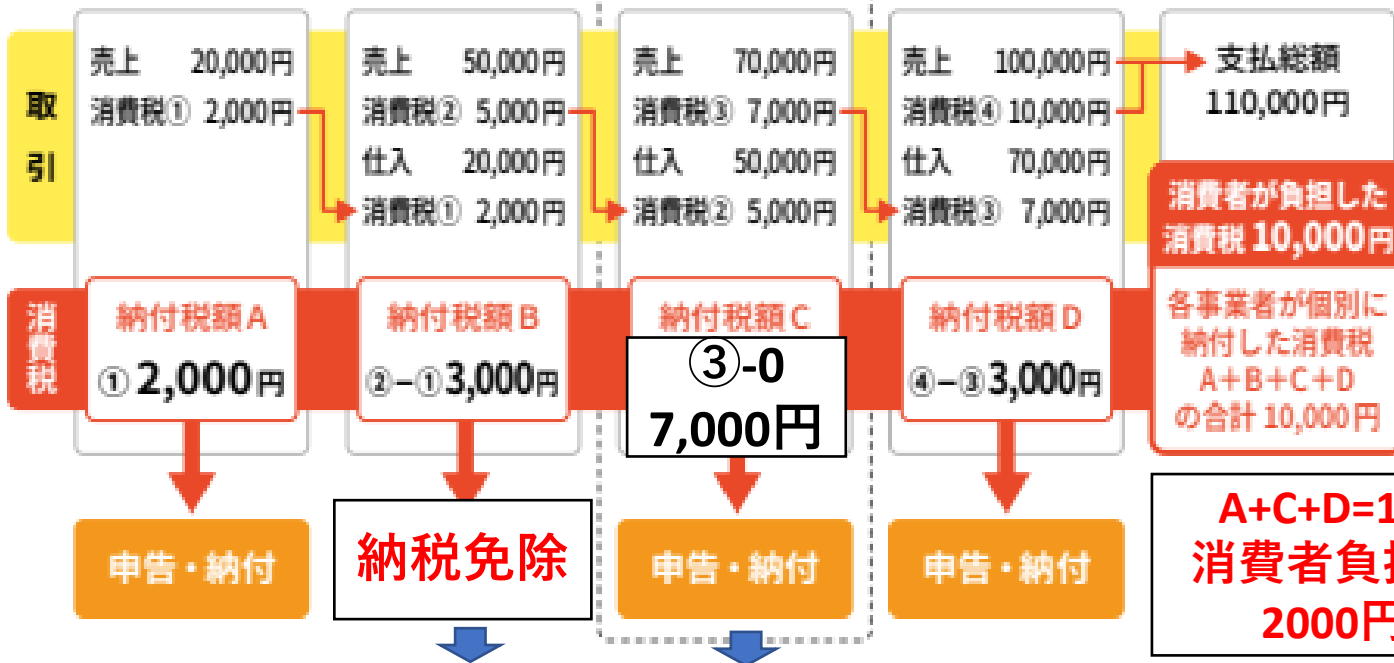 取引
売上 20,000円
消費税① 2,000円
売上 50,000円
消費税② 5,000円
仕入 20,000円
消費税① 2,000円
売上 70,000円
消費税③ 7,000円
仕入 50,000円
消費税② 5,000円
売上 100,000円
消費税④ 10,000円
仕入 70,000円
消費税③ 7,000円
支払総額
110,000円
消費者が負担した
消費税 10,000円
消費税
納付税額A
① 2,000円
納付税額B
②−① 3,000円
納付税額C
③-0
7,000円
納付税額D
④−③ 3,000円
各事業者が個別に
納付した消費税
A+B+C+D
の合計 10,000円
申告・納付
納税免除
申告・納付
申告・納付
A+C+D=1
消費者負
2000円